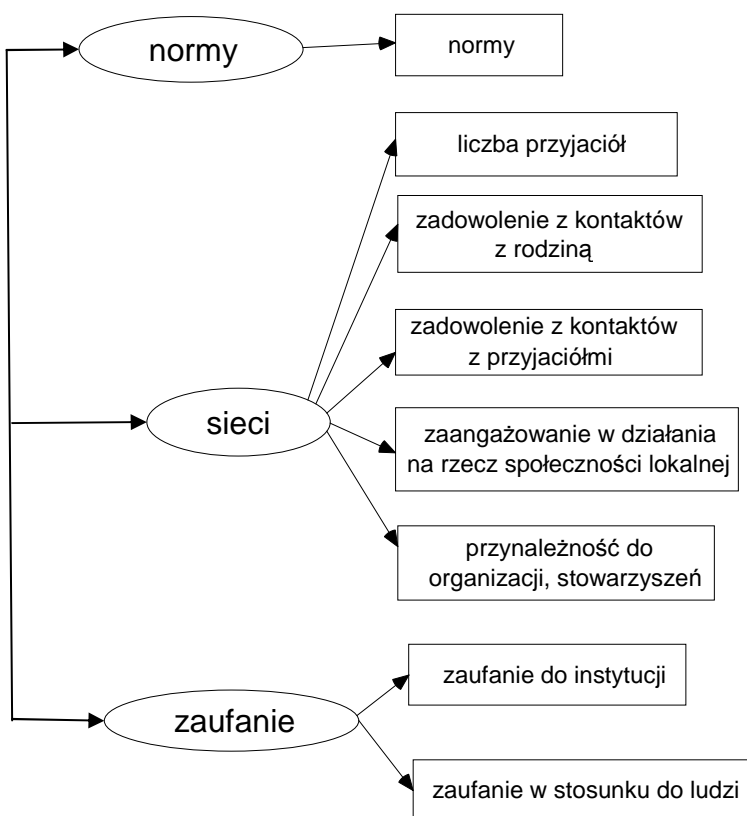 normy
normy
liczba przyjaciół
zadowolenie z kontaktów
z rodziną
zadowolenie z kontaktów
z przyjaciółmi
sieci
zaangażowanie w działania
na rzecz społeczności lokalnej
przynależność do
organizacji, stowarzyszeń
zaufanie do instytucji
zaufanie
zaufanie w stosunku do ludzi